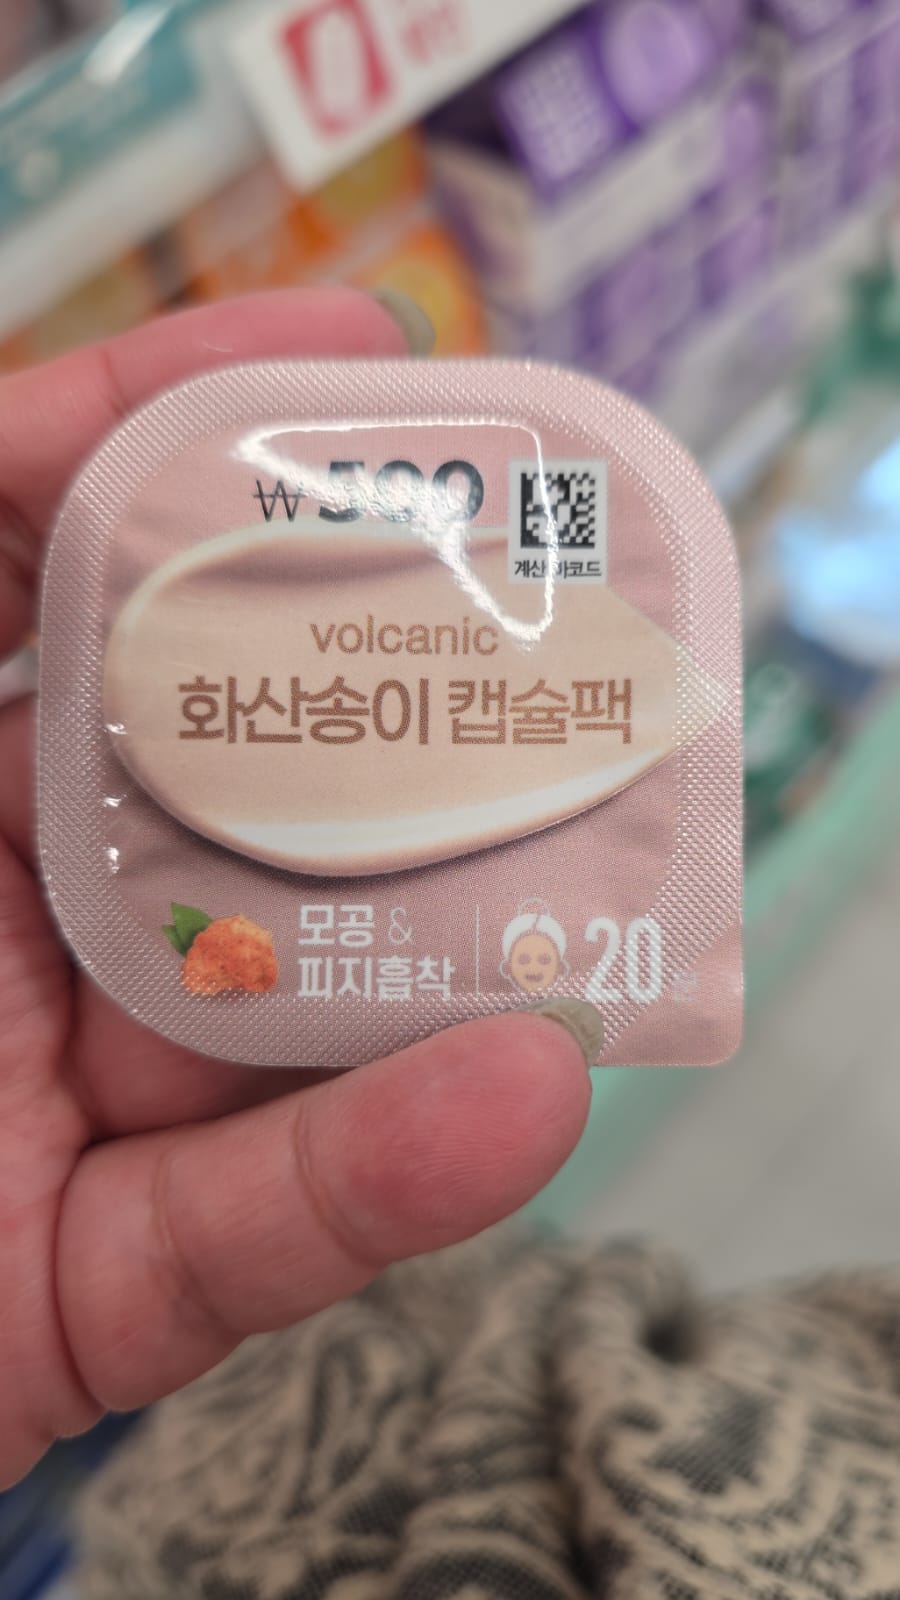 ₩ 500
계산 바코드
volcanic
화산송이 캡슐팩
모공 &
피지흡착
20